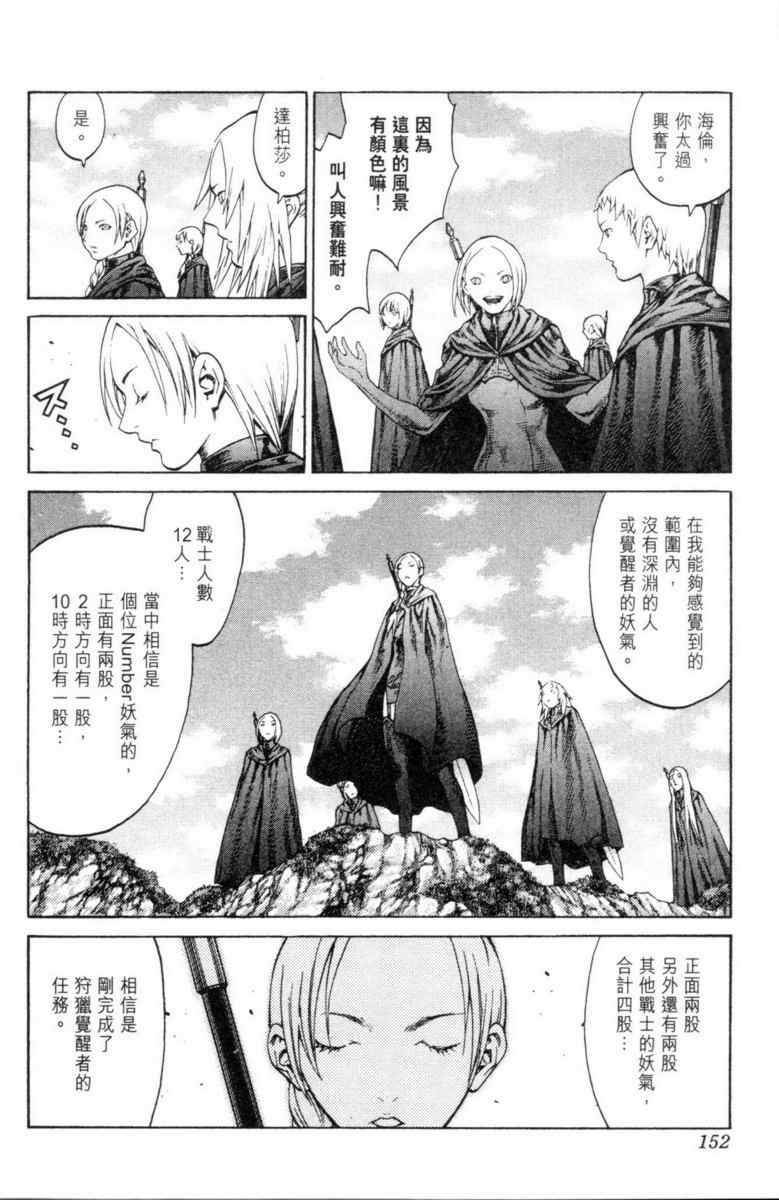 海倫，
你太過
興奮了。
因為
這裏的風景
有顏色嘛！
叫人興奮難耐。
達柏莎。
是。
ス…
在我能夠感覺到的
範圍內，
沒有深淵的人
或覺醒者的妖氣。
戰士人數
12人…
當中相信是
個位Number妖氣的，
正面有兩股，
2時方向有一股，
10時方向有一股…
正面兩股
另外還有兩股
其他戰士的妖氣，
合計四股…
相信是
剛完成了
狩獵覺醒者的
任務。
152